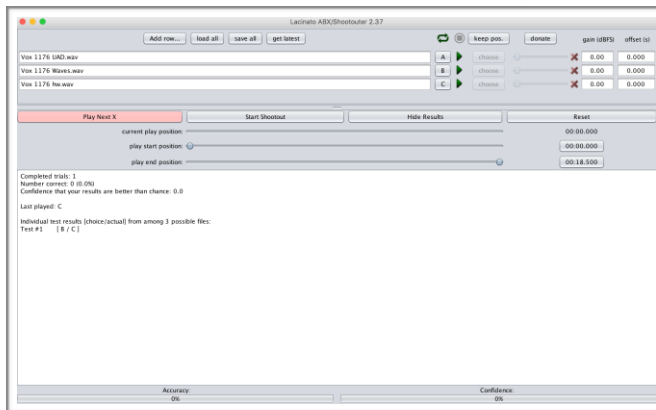 Lacinato ABX/Shootouter 2.37
Add row... load all save all get latest keep pos. donate gain (dBFS) offset (s)
Vox 1176 UAD.wav A choose 0.00 0.000
Vox 1176 Waves.wav B choose 0.00 0.000
Vox 1176 hw.wav C choose 0.00 0.000
Play Next X Start Shootout Hide Results Reset
current play position: 00:00.000
play start position: 00:00.000
play end position: 00:18.500
Completed trials: 1
Number correct: 0 (0.0%)
Confidence that your results are better than chance: 0.0
Last played: C
Individual test results [choice/actual] from among 3 possible files:
Test #1 [ B / C ]
Accuracy: Confidence:
0% 0%